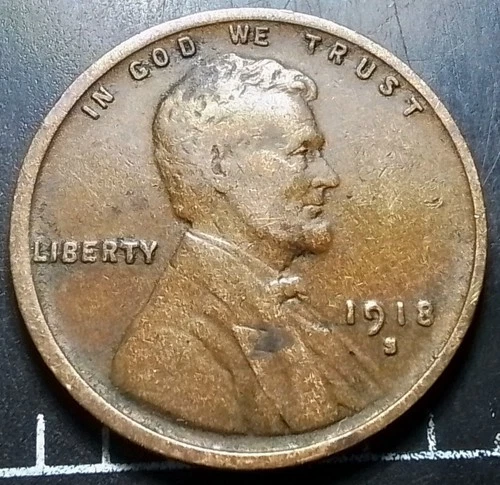 IN GOD WE TRUST
LIBERTY
1918
S